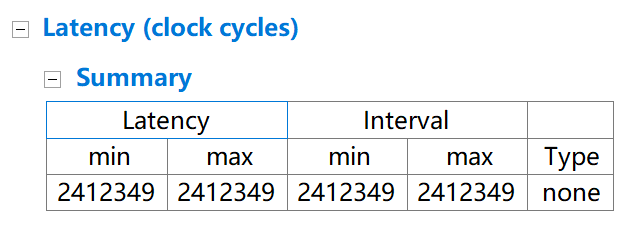 Latency (clock cycles)
Summary
Latency Interval
min max min max Type
2412349 2412349 2412349 2412349 none